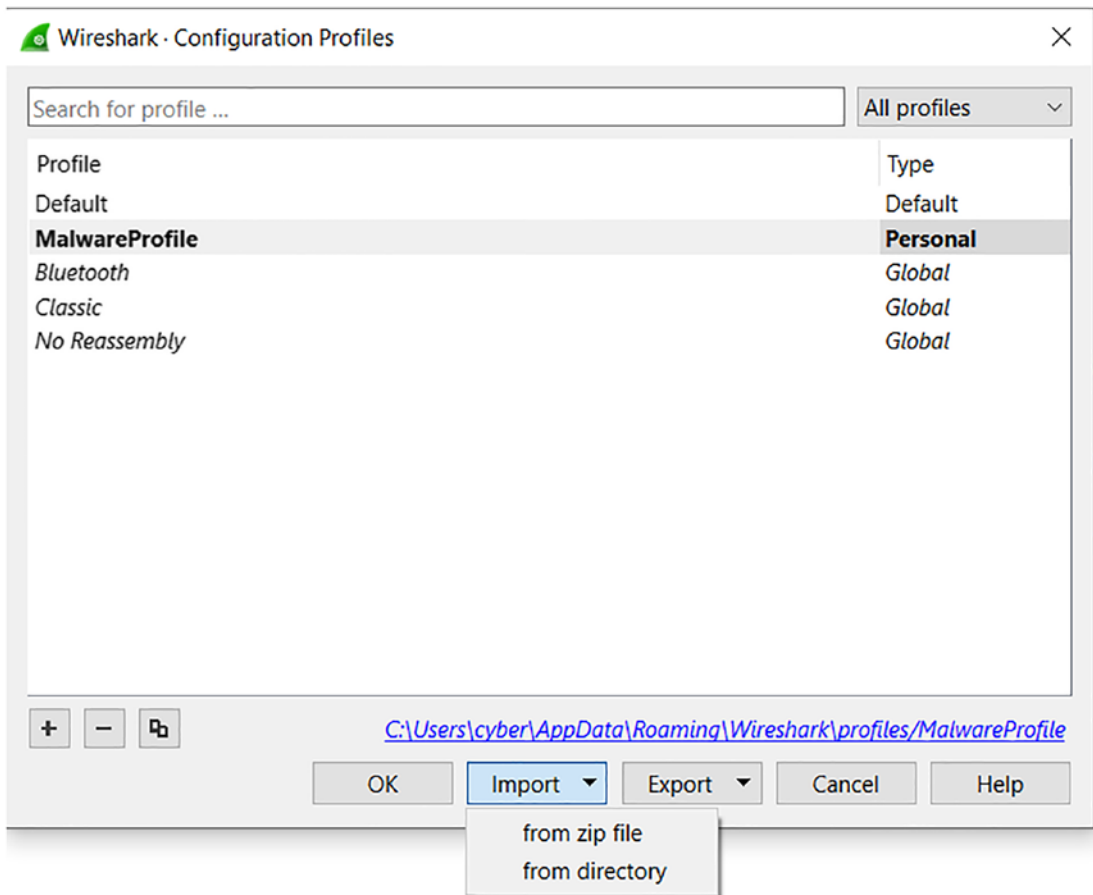 Wireshark · Configuration Profiles
Search for profile ... All profiles
Profile Type
Default Default
MalwareProfile Personal
Bluetooth Global
Classic Global
No Reassembly Global
C:\Users\cyber\AppData\Roaming\Wireshark\profiles/MalwareProfile
OK Import Export Cancel Help
from zip file
from directory